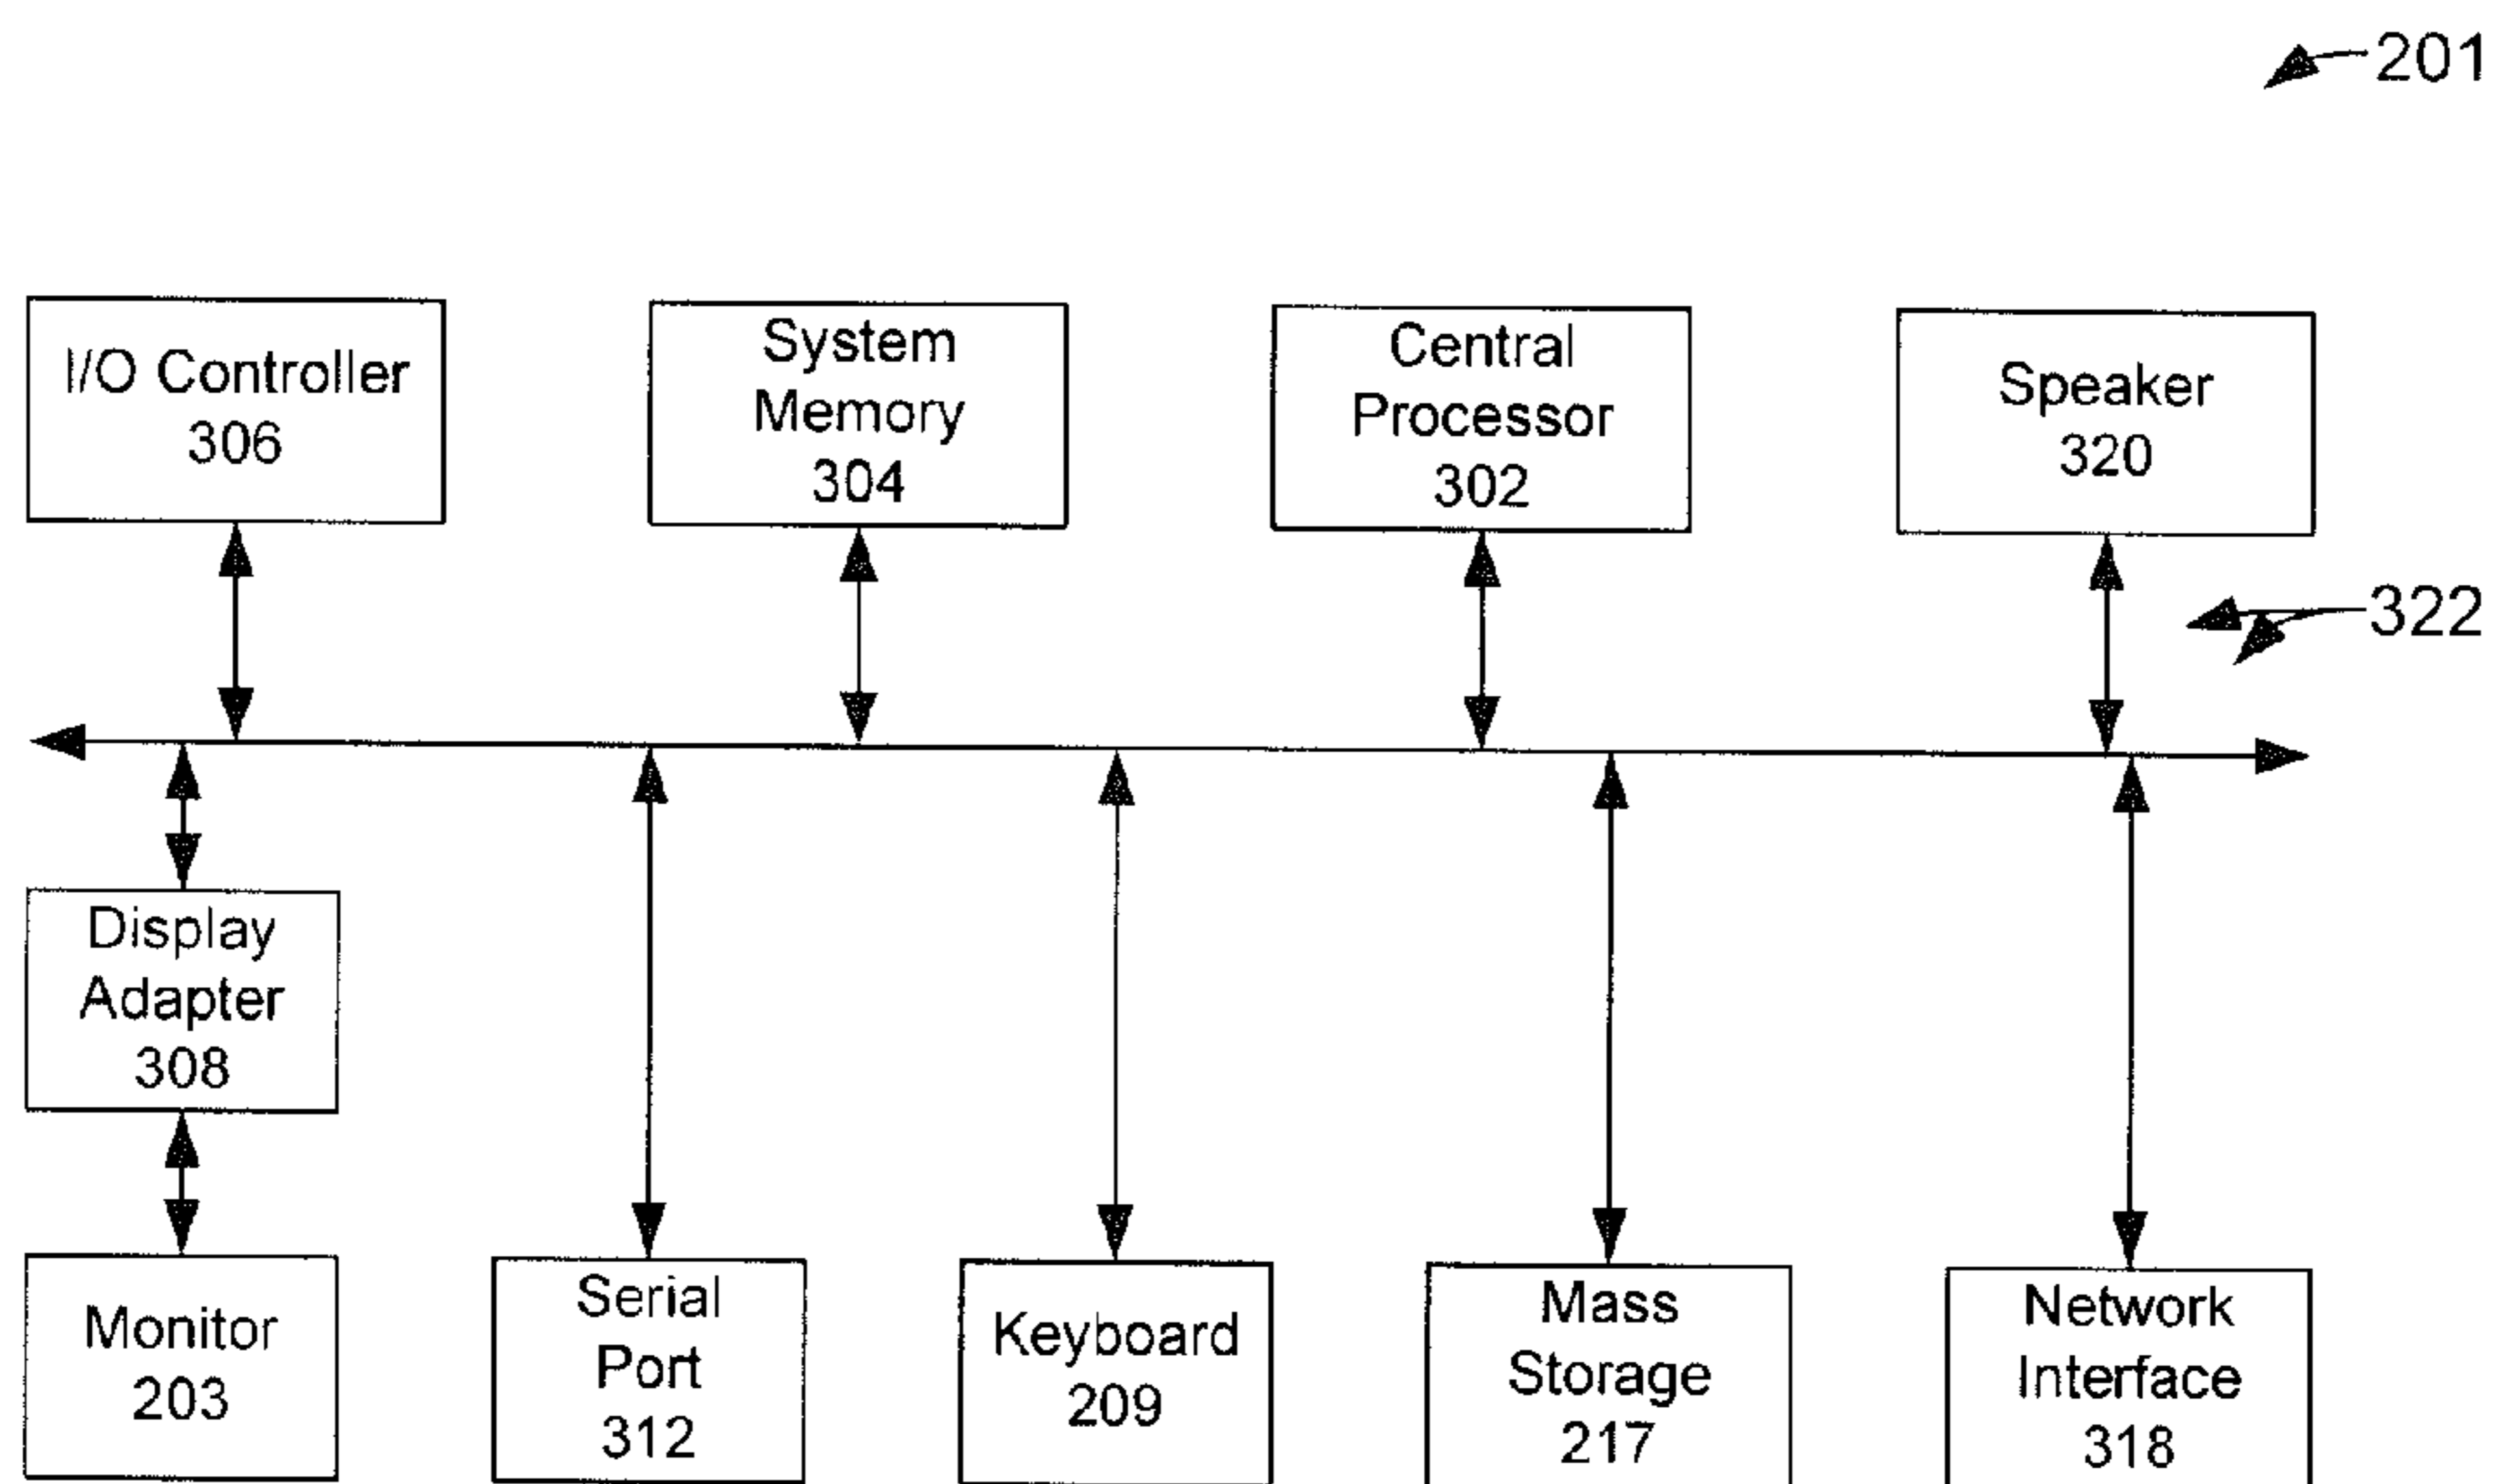 201
I/O Controller
306
System
Memory
304
Central
Processor
302
Speaker
320
322
Display
Adapter
308
Monitor
203
Serial
Port
312
Keyboard
209
Mass
Storage
217
Network
Interface
318